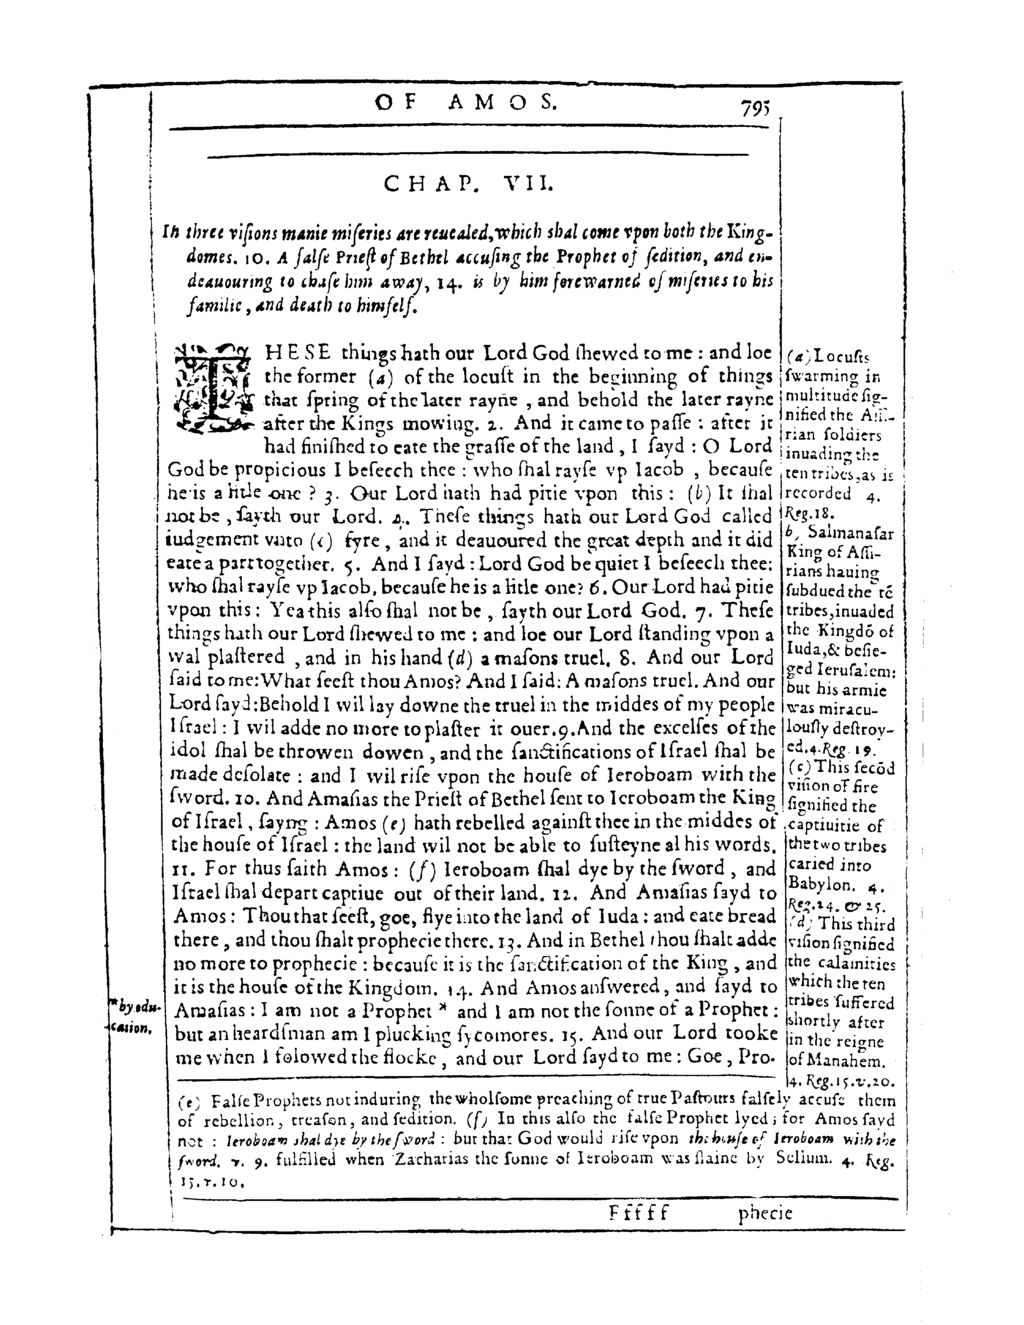 OF AMOS. 795
CHAP. VII.
In three viſions manie miſeries are reuealed, which shal come vpon both the King-
domes. 10. A falſe Prieſt of Bethel accuſing the Prophet of ſedition, and en-
deauouring to chaſe him away, 14. is by him forewarned of miſeries to his
familie, and death to himſelf.
THESE things hath our Lord God ſhewed to me : and loe
the former (a) of the locuſt in the beginning of things
that ſpring of the later rayne, and behold the later rayne
after the Kings mowing. 2. And it came to paſſe : after it
had finiſhed to eate the graſſe of the land, I ſayd : O Lord
God be propicious I beſeech thee : who ſhal rayſe vp Iacob, becauſe
he is a litle one ? 3. Our Lord hath had pitie vpon this : (b) It ſhal
not be, ſayth our Lord. 4. Theſe things hath our Lord God called
iudgement vnto (c) fyre, and it deauoured the great depth and it did
eate a part together. 5. And I ſayd : Lord God be quiet I beſeech thee:
who ſhal rayſe vp Iacob, becauſe he is a litle one? 6. Our Lord had pitie
vpon this : Yea this alſo ſhal not be, ſayth our Lord God. 7. Theſe
things hath our Lord ſhewed to me : and loe our Lord ſtanding vpon a
wal plaſtered, and in his hand (d) a maſons truel. 8. And our Lord
ſaid to me: What ſeeſt thou Amos? And I ſaid: A maſons truel. And our
Lord ſayd: Behold I wil lay downe the truel in the middes of my people
Iſrael : I wil adde no more to plaſter it ouer. 9. And the excelſes of the
idol ſhal be throwen dowen, and the ſanctifications of Iſrael ſhal be
made deſolate : and I wil riſe vpon the houſe of Ieroboam with the
ſword. 10. And Amaſias the Prieſt of Bethel ſent to Ieroboam the King
of Iſrael, ſayng : Amos (e) hath rebelled againſt thee in the middes of
the houſe of Iſrael : the land wil not be able to ſuſteyne al his words.
11. For thus ſaith Amos : (f) Ieroboam ſhal dye by the ſword, and
Iſrael ſhal depart captiue out of their land. 12. And Amaſias ſayd to
Amos : Thou that ſeeſt, goe, flye into the land of Iuda : and eate bread
there, and thou ſhalt prophecie there. 13. And in Bethel thou ſhalt adde
no more to prophecie : becauſe it is the ſanctification of the King, and
it is the houſe of the Kingdom. 14. And Amos anſwered, and ſayd to
Amaſias : I am not a Prophet * and I am not the ſonne of a Prophet :
but an heardſman am I plucking ſycomores. 15. And our Lord tooke
me when I folowed the flocke, and our Lord ſayd to me : Goe, Pro-
*by edu-
cation.
(a) Locuſts
ſwarming in
multitude ſig-
nified the Aſſi-
rian ſoldiers
inuading the
ten tribes, as is
recorded 4.
Reg. 18.
b) Salmanaſar
King of Aſſi-
rians hauing
ſubdued the tē
tribes, inuaded
the Kingdō of
Iuda, & beſie-
ged Ieruſalem:
but his armie
was miracu-
louſly deſtroy-
ed. 4. Reg. 19.
(c) This ſecōd
viſion of fire
ſignified the
captiuitie of
the two tribes
caried into
Babylon. 4.
Reg. 24. & 25.
(d) This third
viſion ſignified
the calamities
which the ten
tribes ſuffered
shortly after
in the reigne
of Manahem.
4. Reg. 15. v. 20.
(e) Falſe Prophets not induring the wholſome preaching of true Paſtours falſely accuſe them
of rebellion, treaſon, and ſedition. (f) In this alſo the falſe Prophet lyed ; for Amos ſayd
not : Ieroboam shal dye by the ſword : but that God would riſe vpon the houſe of Ieroboam with the
ſword. v. 9. fulfilled when Zacharias the ſonne of Ieroboam was ſlaine by Sellum. 4. Reg.
15. v. 10.
Fffff phecie